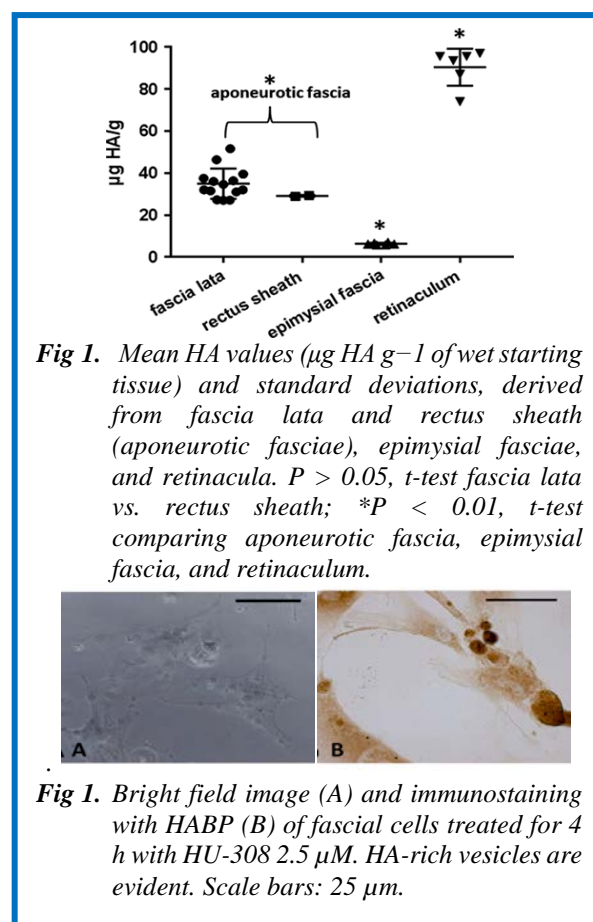 *
100
80
60
40
20
0
µg HA/g
*
aponeurotic fascia
*
fascia lata
rectus sheath
epimysial fascia
retinaculum
Fig 1. Mean HA values (µg HA g−1 of wet starting
tissue) and standard deviations, derived
from fascia lata and rectus sheath
(aponeurotic fasciae), epimysial fasciae,
and retinacula. P > 0.05, t-test fascia lata
vs. rectus sheath; *P < 0.01, t-test
comparing aponeurotic fascia, epimysial
fascia, and retinaculum.
A
B
.
Fig 1. Bright field image (A) and immunostaining
with HABP (B) of fascial cells treated for 4
h with HU-308 2.5 µM. HA-rich vesicles are
evident. Scale bars: 25 µm.